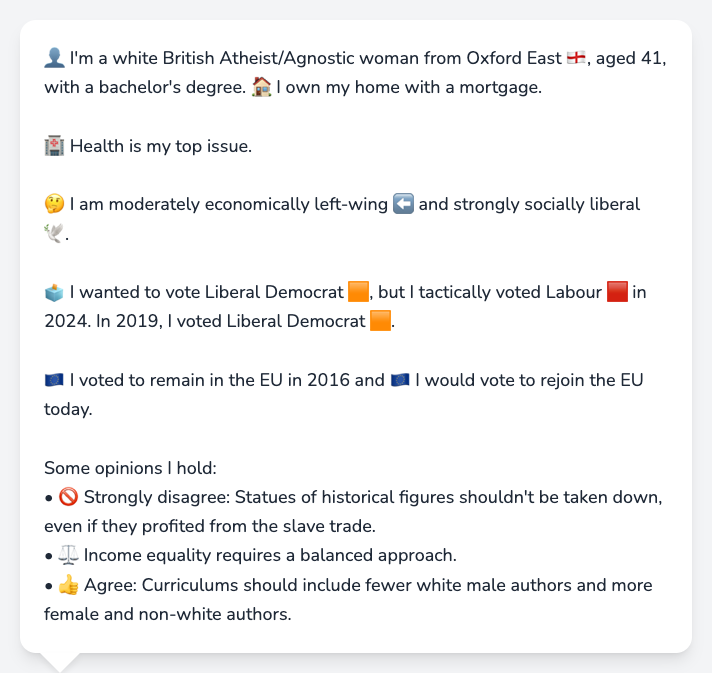 👤 I'm a white British Atheist/Agnostic woman from Oxford East 🏴󠁧󠁢󠁥󠁮󠁧󠁿, aged 41,
with a bachelor's degree. 🏠 I own my home with a mortgage.
🏥 Health is my top issue.
🤔 I am moderately economically left-wing ⬅️ and strongly socially liberal
🕊️.
🗳️ I wanted to vote Liberal Democrat 🟧, but I tactically voted Labour 🟥 in
2024. In 2019, I voted Liberal Democrat 🟧.
🇪🇺 I voted to remain in the EU in 2016 and 🇪🇺 I would vote to rejoin the EU
today.
Some opinions I hold:
• 🚫 Strongly disagree: Statues of historical figures shouldn't be taken down,
even if they profited from the slave trade.
• ⚖️ Income equality requires a balanced approach.
• 👍 Agree: Curriculums should include fewer white male authors and more
female and non-white authors.